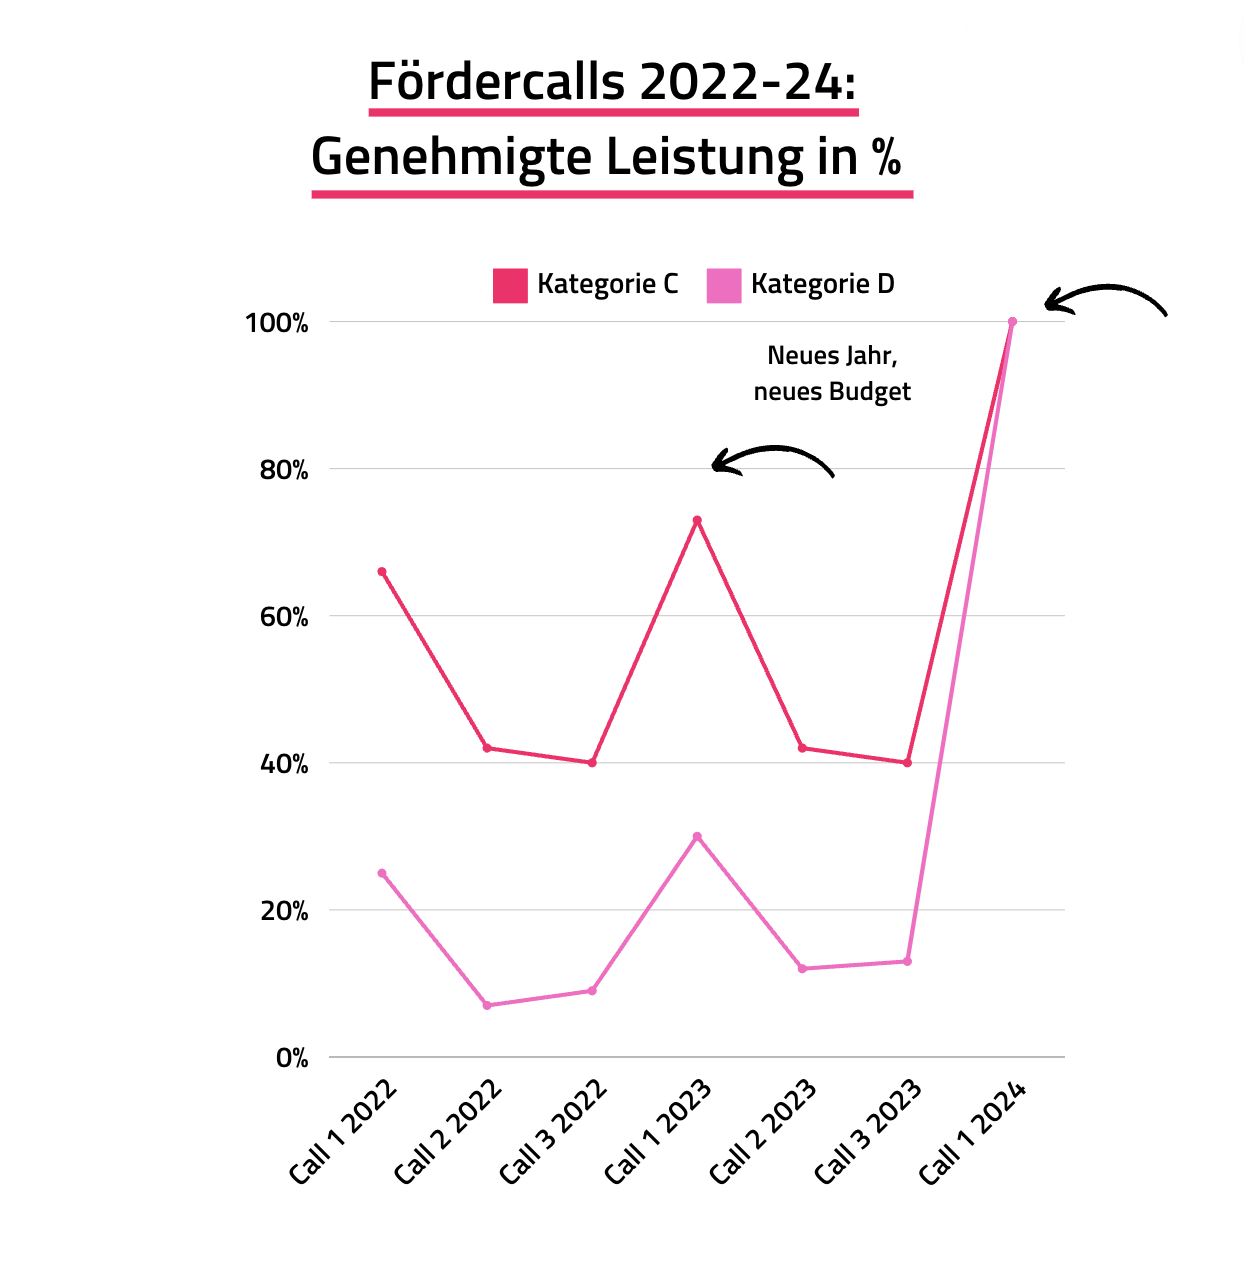 Fördercalls 2022-24:
Genehmigte Leistung in %
Kategorie C
Kategorie D
100%
80%
60%
40%
20%
0%
Neues Jahr,
neues Budget
Call 1 2022
Call 2 2022
Call 3 2022
Call 1 2023
Call 2 2023
Call 3 2023
Call 1 2024